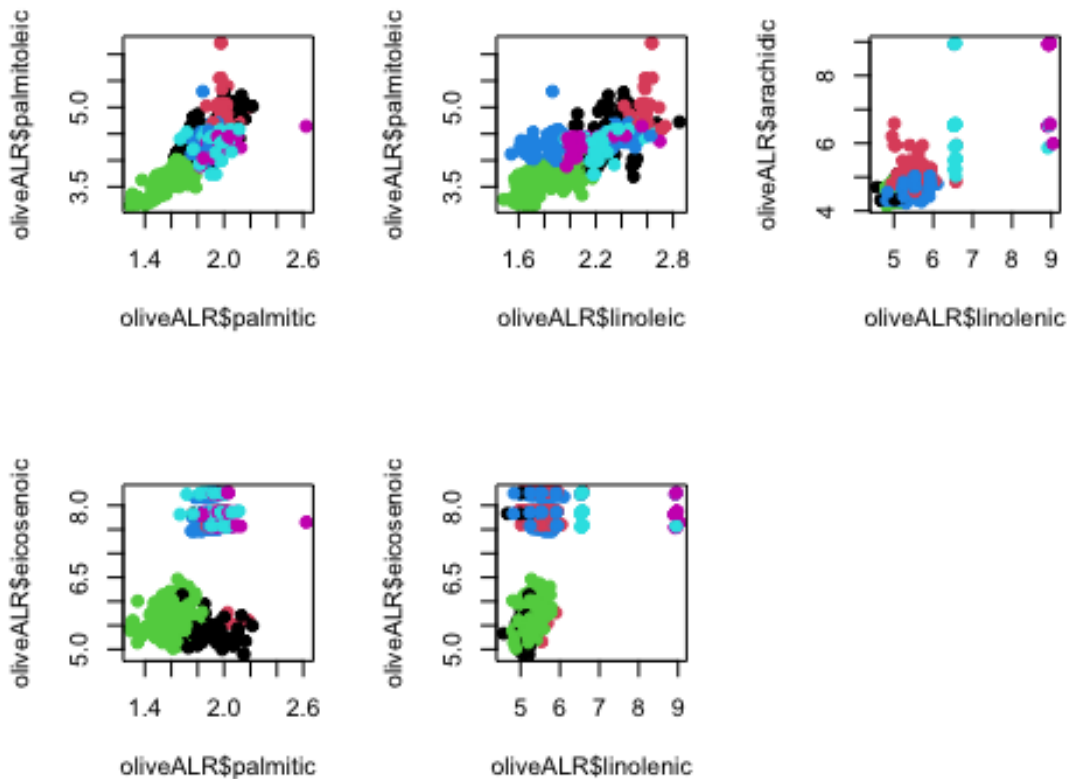 oliveALR$palmitoleic
3.5 5.0
1.4 2.0 2.6
oliveALR$palmitic
oliveALR$palmitoleic
3.5 5.0
1.6 2.2 2.8
oliveALR$linoleic
oliveALR$arachidic
4 6 8
5 6 7 8 9
oliveALR$linolenic
oliveALR$eicosenoic
5.0 6.5 8.0
1.4 2.0 2.6
oliveALR$palmitic
oliveALR$eicosenoic
5.0 6.5 8.0
5 6 7 8 9
oliveALR$linolenic